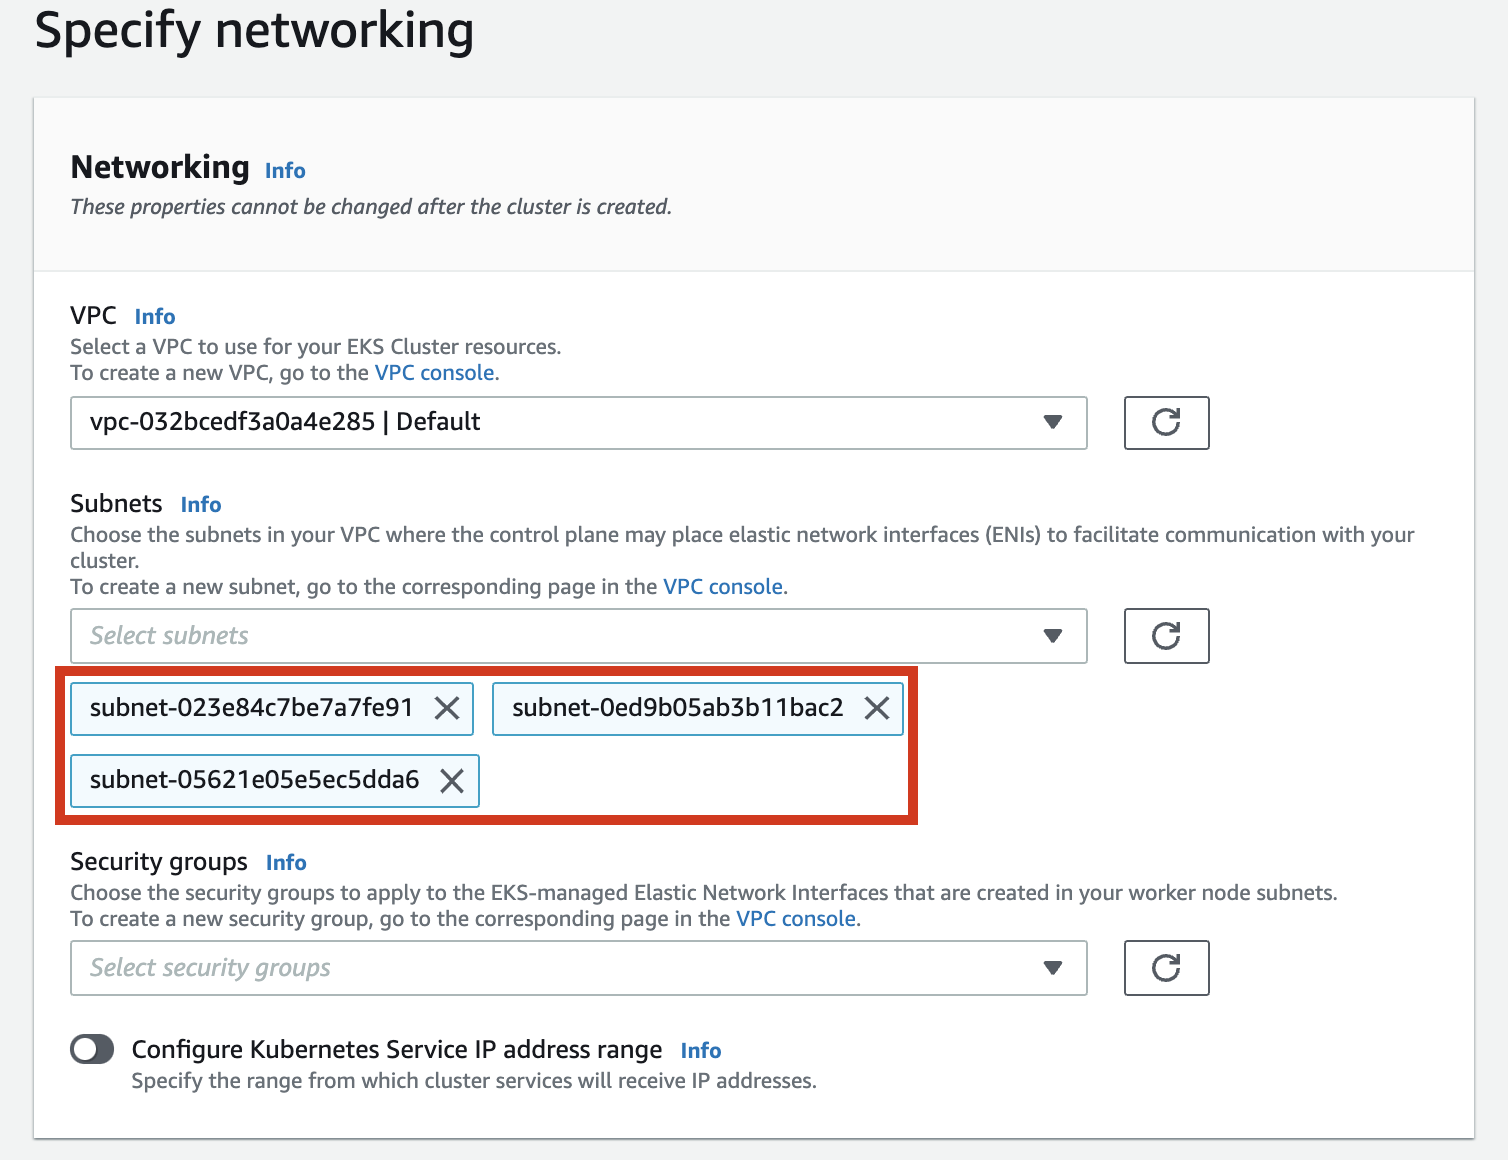 Specify networking
Networking Info
These properties cannot be changed after the cluster is created.
VPC Info
Select a VPC to use for your EKS Cluster resources.
To create a new VPC, go to the VPC console.
vpc-032bcedf3a0a4e285 | Default
Subnets Info
Choose the subnets in your VPC where the control plane may place elastic network interfaces (ENIs) to facilitate communication with your
cluster.
To create a new subnet, go to the corresponding page in the VPC console.
Select subnets
subnet-023e84c7be7a7fe91 subnet-0ed9b05ab3b11bac2
subnet-05621e05e5ec5dda6
Security groups Info
Choose the security groups to apply to the EKS-managed Elastic Network Interfaces that are created in your worker node subnets.
To create a new security group, go to the corresponding page in the VPC console.
Select security groups
Configure Kubernetes Service IP address range Info
Specify the range from which cluster services will receive IP addresses.